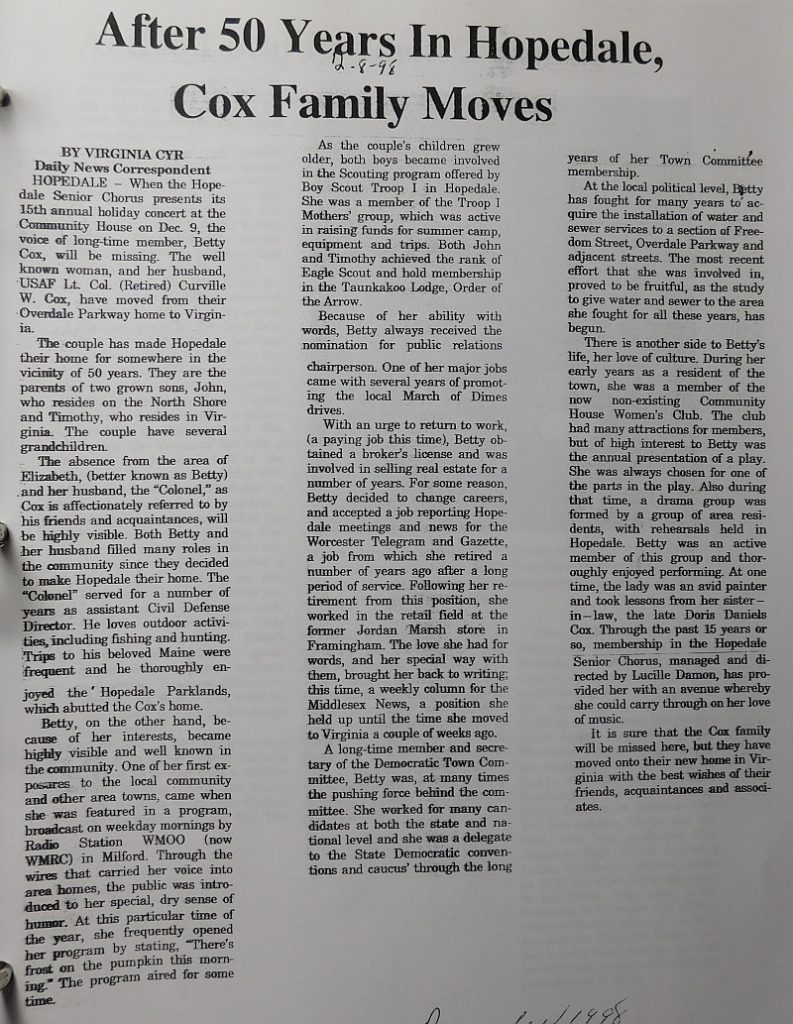 After 50 Years In Hopedale,
12-8-98
Cox Family Moves
BY VIRGINIA CYR
Daily News Correspondent
HOPEDALE – When the Hope-
dale Senior Chorus presents its
15th annual holiday concert at the
Community House on Dec. 9, the
voice of long-time member, Betty
Cox, will be missing. The well
known woman, and her husband,
USAF Lt. Col. (Retired) Curville
W. Cox, have moved from their
Overdale Parkway home to Virgin-
ia.
The couple has made Hopedale
their home for somewhere in the
vicinity of 50 years. They are the
parents of two grown sons, John,
who resides on the North Shore
and Timothy, who resides in Vir-
ginia. The couple have several
grandchildren.
The absence from the area of
Elizabeth, (better known as Betty)
and her husband, the “Colonel,” as
Cox is affectionately referred to by
his friends and acquaintances, will
be highly visible. Both Betty and
her husband filled many roles in
the community since they decided
to make Hopedale their home. The
“Colonel” served for a number of
years as assistant Civil Defense
Director. He loves outdoor activi-
ties, including fishing and hunting.
Trips to his beloved Maine were
frequent and he thoroughly en-
joyed the Hopedale Parklands,
which abutted the Cox's home.
Betty, on the other hand, be-
cause of her interests, became
highly visible and well known in
the community. One of her first ex-
posures to the local community
and other area towns, came when
she was featured in a program,
broadcast on weekday mornings by
Radio Station WMOO (now
WMRC) in Milford. Through the
wires that carried her voice into
area homes, the public was intro-
duced to her special, dry sense of
humor. At this particular time of
the year, she frequently opened
her program by stating, “There's
frost on the pumpkin this morn-
ing.” The program aired for some
time.
As the couple's children grew
older, both boys became involved
in the Scouting program offered by
Boy Scout Troop I in Hopedale.
She was a member of the Troop I
Mothers' group, which was active
in raising funds for summer camp,
equipment and trips. Both John
and Timothy achieved the rank of
Eagle Scout and hold membership
in the Taunkakoo Lodge, Order of
the Arrow.
Because of her ability with
words, Betty always received the
nomination for public relations
chairperson. One of her major jobs
came with several years of promot-
ing the local March of Dimes
drives.
With an urge to return to work,
(a paying job this time), Betty ob-
tained a broker's license and was
involved in selling real estate for a
number of years. For some reason,
Betty decided to change careers,
and accepted a job reporting Hope-
dale meetings and news for the
Worcester Telegram and Gazette,
a job from which she retired a
number of years ago after a long
period of service. Following her re-
tirement from this position, she
worked in the retail field at the
former Jordan Marsh store in
Framingham. The love she had for
words, and her special way with
them, brought her back to writing;
this time, a weekly column for the
Middlesex News, a position she
held up until the time she moved
to Virginia a couple of weeks ago.
A long-time member and secre-
tary of the Democratic Town Com-
mittee, Betty was, at many times
the pushing force behind the com-
mittee. She worked for many can-
didates at both the state and na-
tional level and she was a delegate
to the State Democratic conven-
tions and caucus' through the long
years of her Town Committee
membership.
At the local political level, Betty
has fought for many years to ac-
quire the installation of water and
sewer services to a section of Free-
dom Street, Overdale Parkway and
adjacent streets. The most recent
effort that she was involved in,
proved to be fruitful, as the study
to give water and sewer to the area
she fought for all these years, has
begun.
There is another side to Betty's
life, her love of culture. During her
early years as a resident of the
town, she was a member of the
now non-existing Community
House Women's Club. The club
had many attractions for members,
but of high interest to Betty was
the annual presentation of a play.
She was always chosen for one of
the parts in the play. Also during
that time, a drama group was
formed by a group of area resi-
dents, with rehearsals held in
Hopedale. Betty was an active
member of this group and thor-
oughly enjoyed performing. At one
time, the lady was an avid painter
and took lessons from her sister–
in–law, the late Doris Daniels
Cox. Through the past 15 years or
so, membership in the Hopedale
Senior Chorus, managed and di-
rected by Lucille Damon, has pro-
vided her with an avenue whereby
she could carry through on her love
of music.
It is sure that the Cox family
will be missed here, but they have
moved onto their new home in Vir-
ginia with the best wishes of their
friends, acquaintances and associ-
ates.
1998